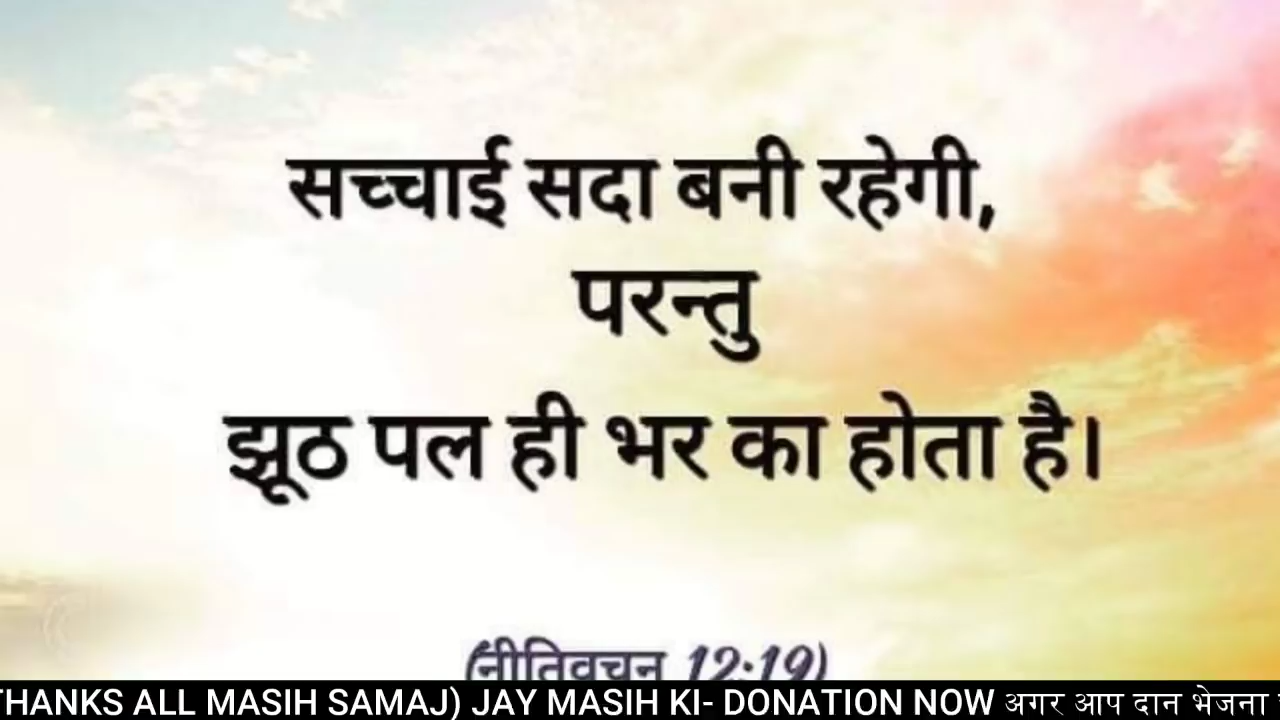 सच्चाई सदा बनी रहेगी,
परन्तु
झूठ पल ही भर का होता है।
(नीतिवचन 12:19)
THANKS ALL MASIH SAMAJ) JAY MASIH KI- DONATION NOW अगर आप दान भेजना